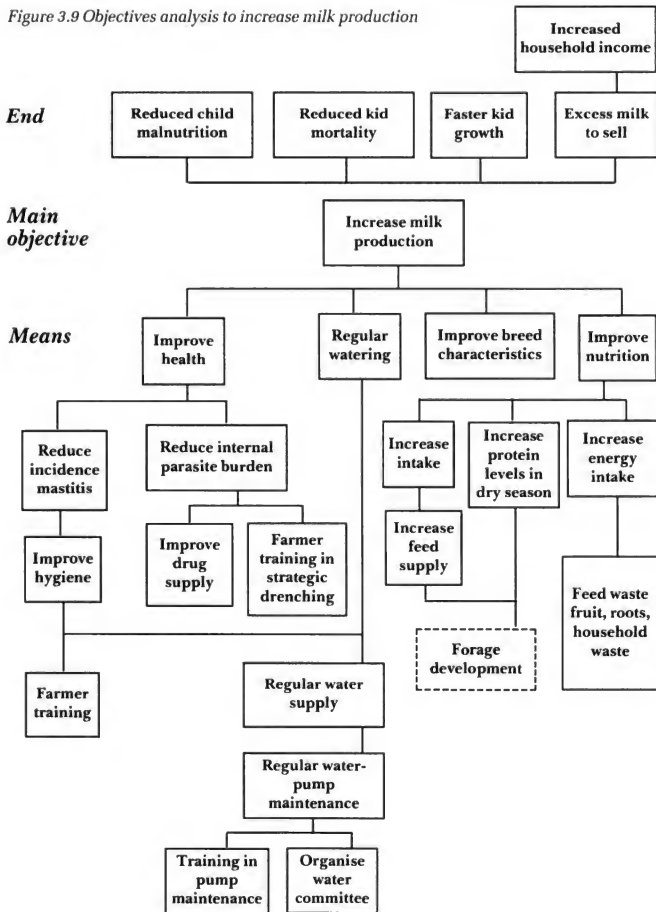 Figure 3.9 Objectives analysis to increase milk production
Increased
household income
End
Reduced child
malnutrition
Reduced kid
mortality
Faster kid
growth
Excess milk
to sell
Main
objective
Increase milk
production
Means
Improve
health
Regular
watering
Improve breed
characteristics
Improve
nutrition
Reduce
incidence
mastitis
Reduce internal
parasite burden
Increase
intake
Increase
protein
levels in
dry season
Increase
energy
intake
Improve
hygiene
Improve
drug
supply
Farmer
training in
strategic
drenching
Increase
feed
supply
Feed waste
fruit, roots,
household
waste
Forage
development
Farmer
training
Regular water
supply
Regular water-
pump
maintenance
Training in
pump
maintenance
Organise
water
committee